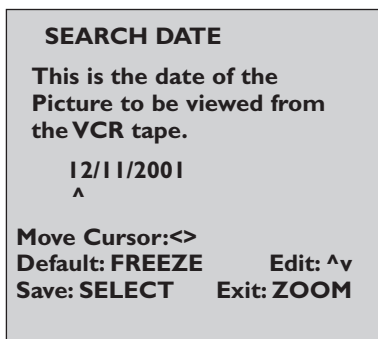 SEARCH DATE
This is the date of the
Picture to be viewed from
the VCR tape.
12/11/2001
^
Move Cursor:<>
Default: FREEZE Edit: ^v
Save: SELECT Exit: ZOOM